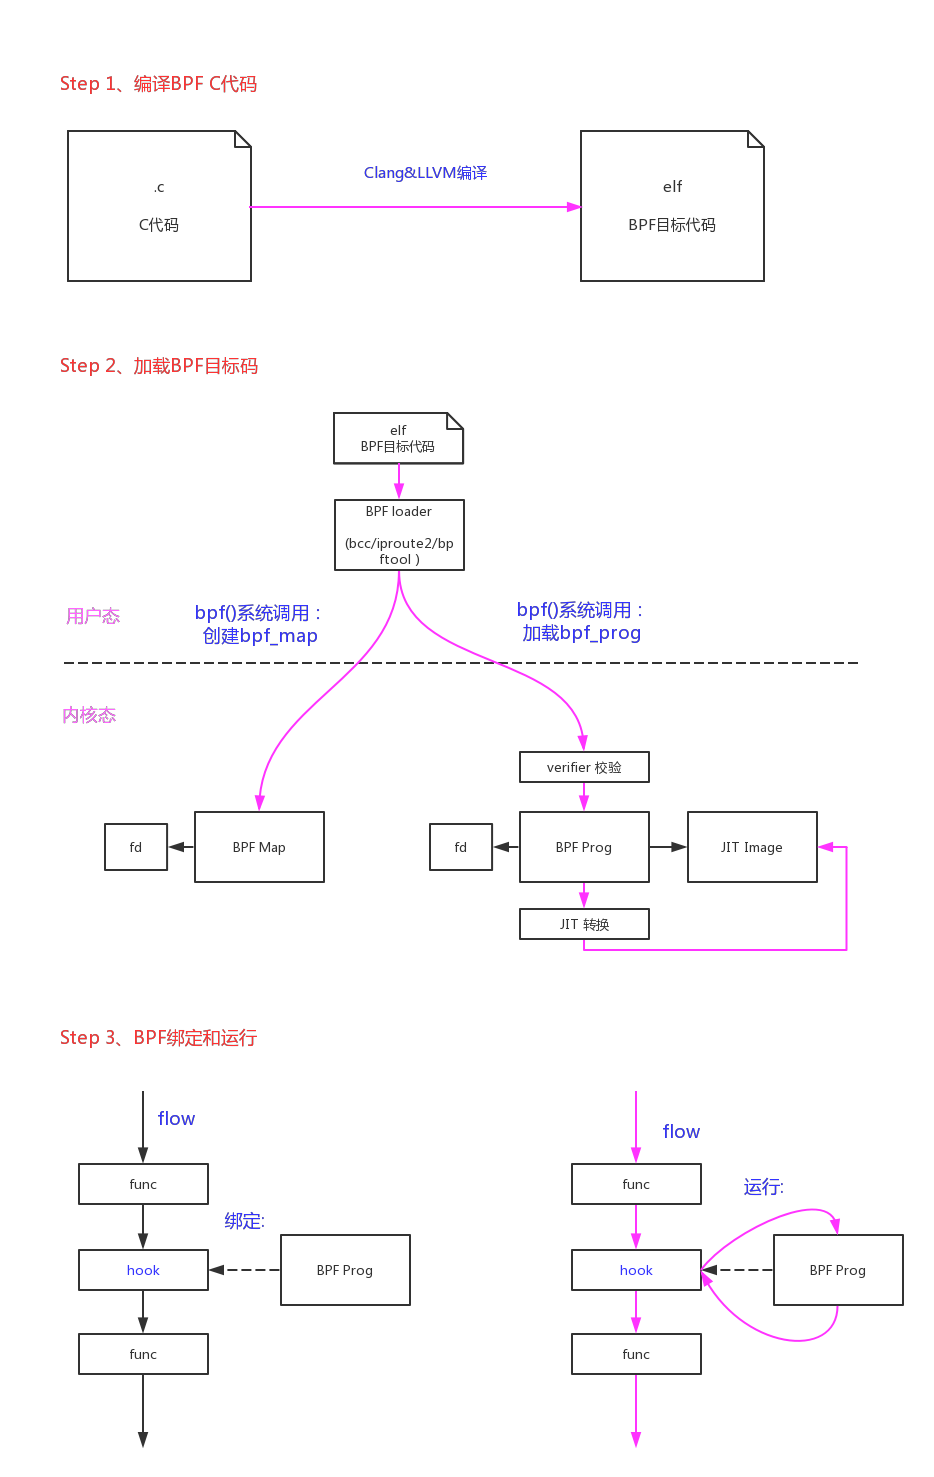 Step 1、编译BPF C代码
.c
C代码
Clang&LLVM编译
elf
BPF目标代码
Step 2、加载BPF目标码
elf
BPF目标代码
BPF loader
(bcc/iproute2/bp
ftool )
用户态
bpf()系统调用：
创建bpf_map
bpf()系统调用：
加载bpf_prog
内核态
verifier 校验
fd
BPF Map
fd
BPF Prog
JIT Image
JIT 转换
Step 3、BPF绑定和运行
flow
func
绑定:
hook
BPF Prog
func
flow
func
运行:
hook
BPF Prog
func